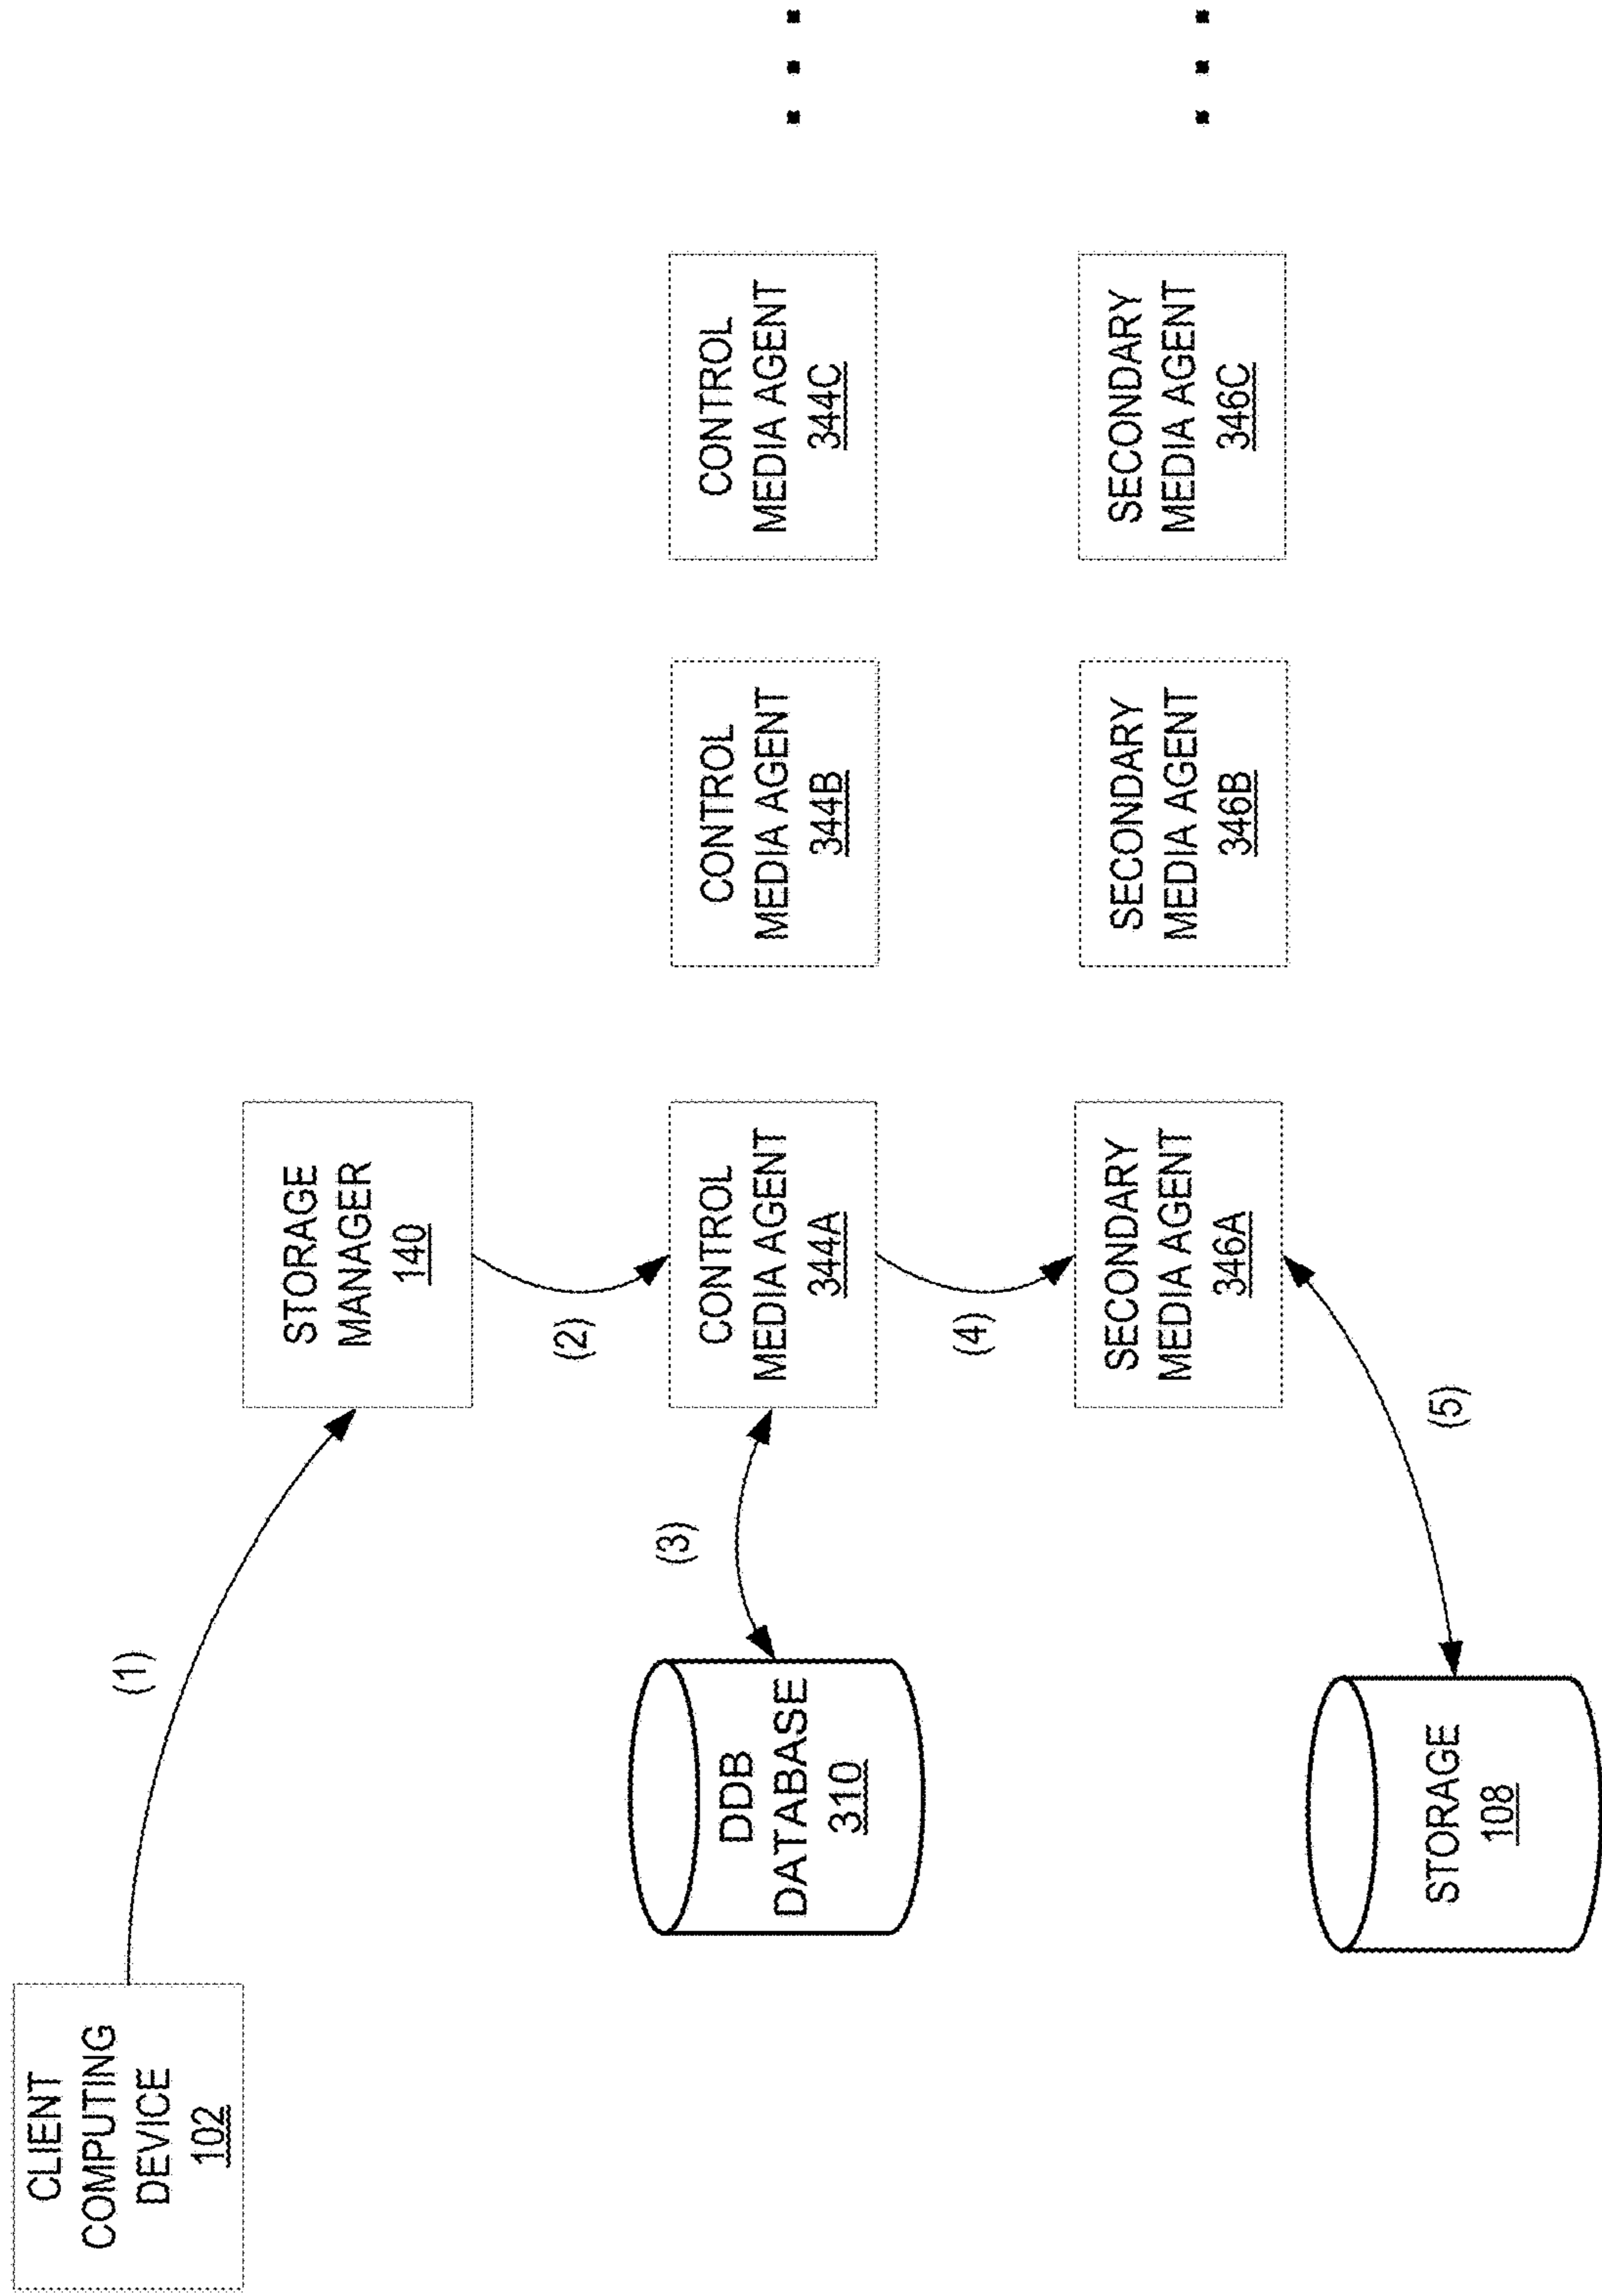 CLIENT
COMPUTING
DEVICE
102
(1)
STORAGE
MANAGER
140
(2)
DDB
DATABASE
310
(3)
CONTROL
MEDIA AGENT
344A
CONTROL
MEDIA AGENT
344B
CONTROL
MEDIA AGENT
344C
(4)
SECONDARY
MEDIA AGENT
346A
SECONDARY
MEDIA AGENT
346B
SECONDARY
MEDIA AGENT
346C
(5)
STORAGE
108